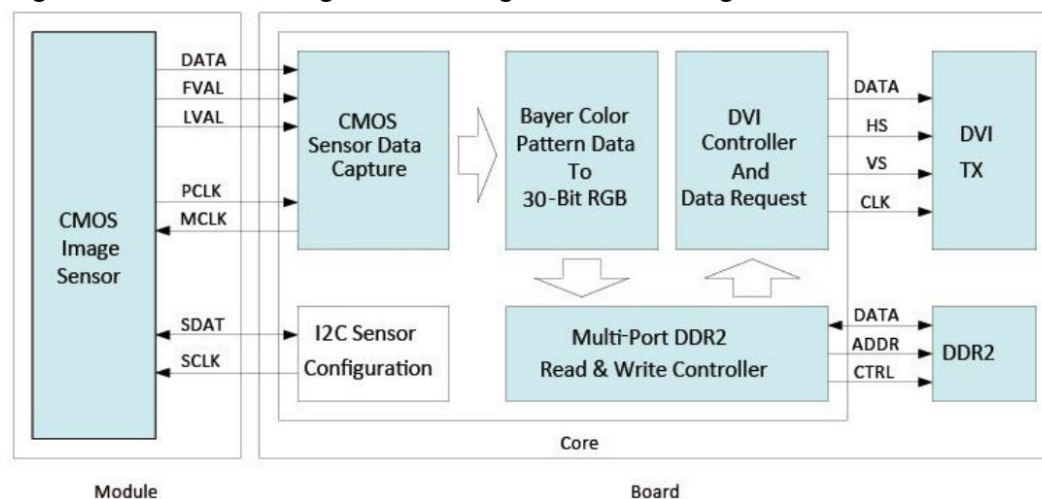 DATA
FVAL
LVAL
PCLK
MCLK
SDAT
SCLK
CMOS
Image
Sensor
CMOS
Sensor Data
Capture
Bayer Color
Pattern Data
To
30-Bit RGB
DVI
Controller
And
Data Request
DATA
HS
VS
CLK
DVI
TX
I2C Sensor
Configuration
Multi-Port DDR2
Read & Write Controller
DATA
ADDR
CTRL
DDR2
Core
Module
Board